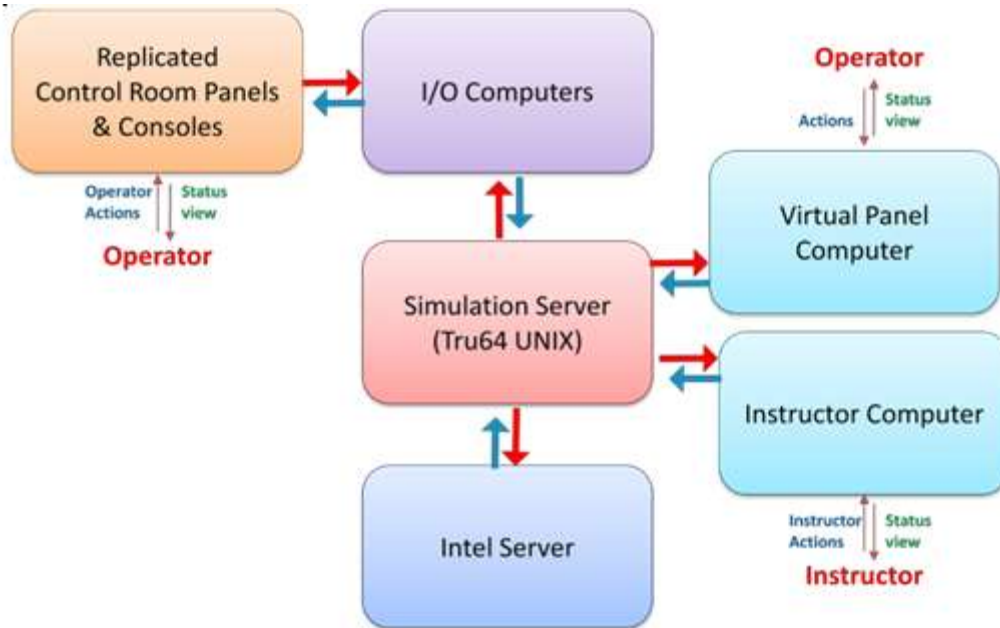 Replicated
Control Room Panels
& Consoles
I/O Computers
Operator
Actions
Status
view
Operator
Actions
Status
view
Operator
Virtual Panel
Computer
Simulation Server
(Tru64 UNIX)
Instructor Computer
Intel Server
Instructor
Actions
Status
view
Instructor